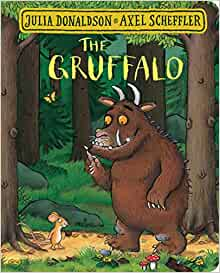 JULIA DONALDSON AXEL SCHEFFLER
THE
GRUFFALO